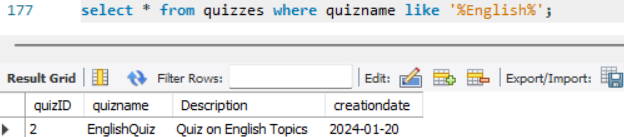 177 select * from quizzes where quizname like '%English%';
Result Grid Filter Rows: Edit: Export/Import:
quizID quizname Description creationdate
2 EnglishQuiz Quiz on English Topics 2024-01-20